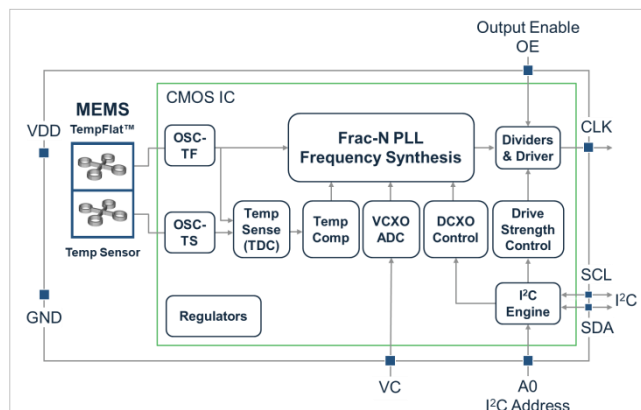 Output Enable
OE
CMOS IC
MEMS
TempFlat™
VDD
OSC-
TF
Frac-N PLL
Frequency Synthesis
Dividers
& Driver
CLK
Temp Sensor
OSC-
TS
Temp
Sense
(TDC)
Temp
Comp
VCXO
ADC
DCXO
Control
Drive
Strength
Control
SCL
I²C
SDA
I²C
Engine
GND
Regulators
VC
A0
I²C Address